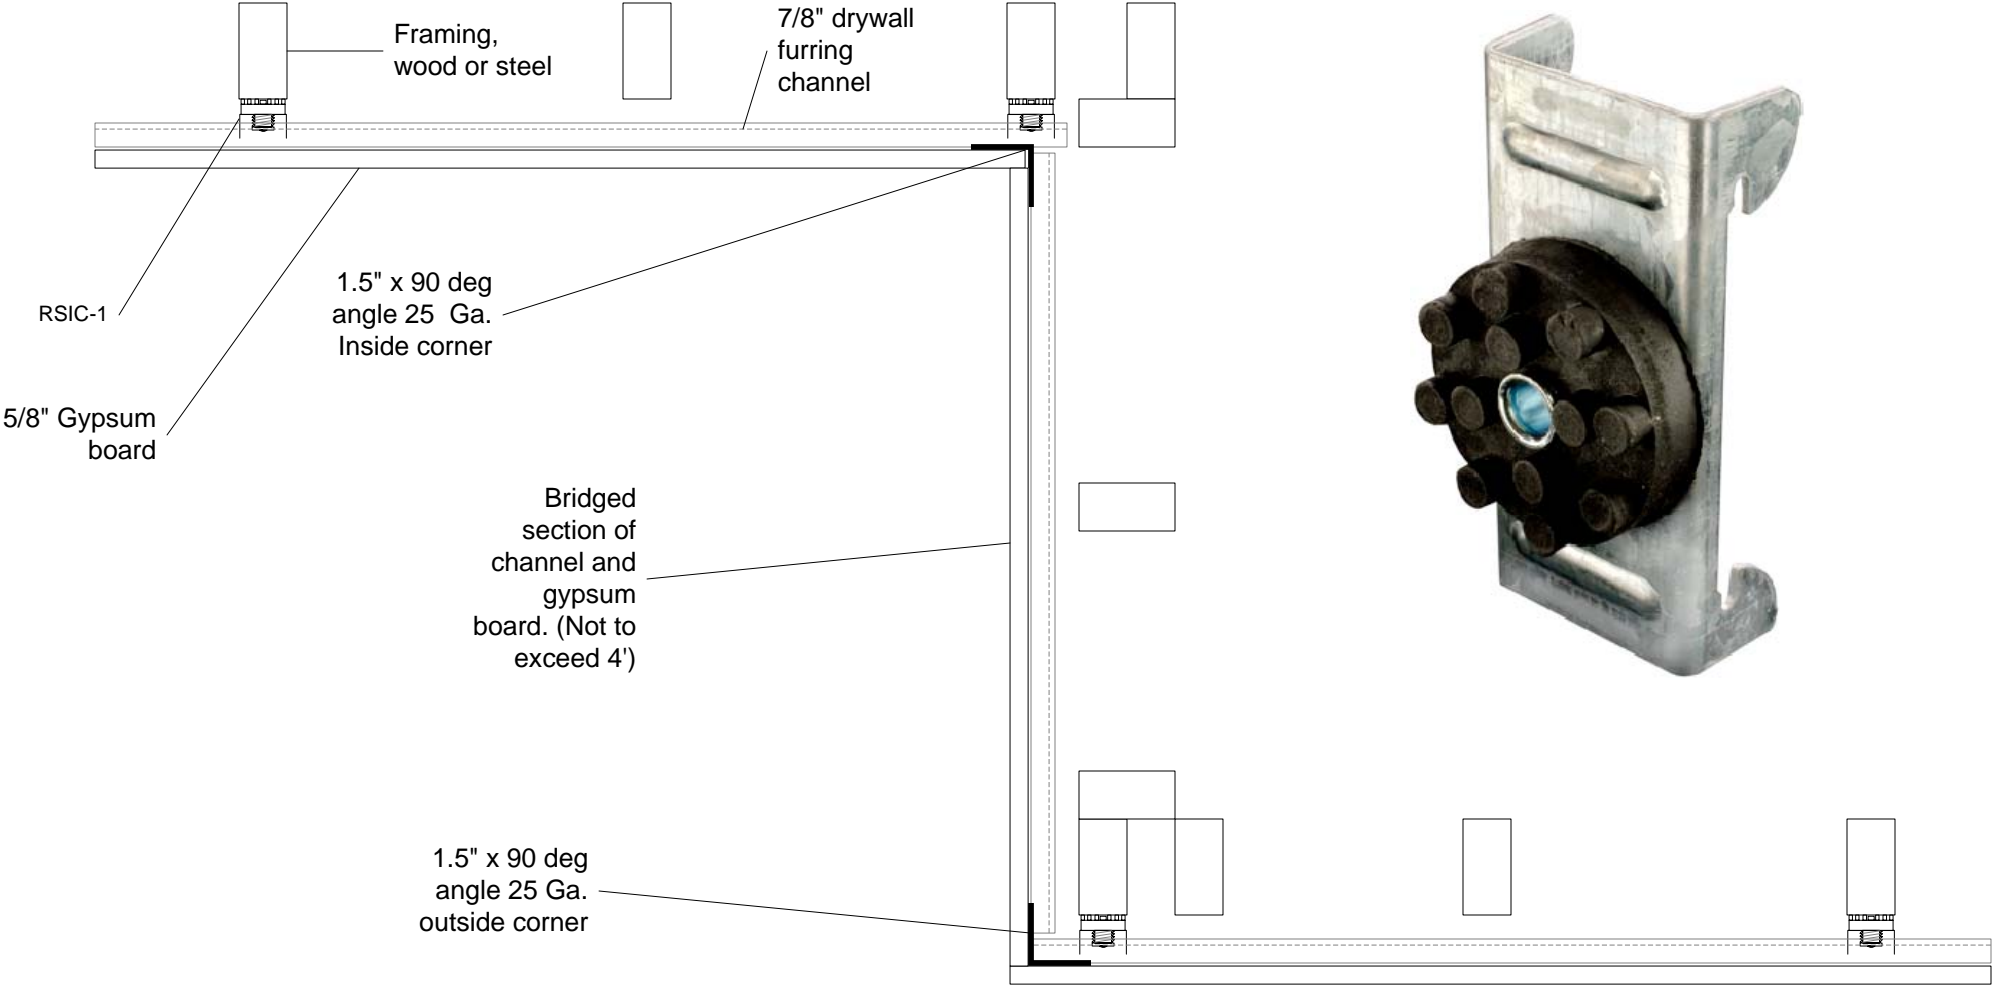 Framing,
wood or steel
7/8" drywall
furring
channel
1.5" x 90 deg
angle 25  Ga.
Inside corner
RSIC-1
5/8" Gypsum
board
Bridged
section of
channel and
gypsum
board. (Not to
exceed 4')
1.5" x 90 deg
angle 25 Ga.
outside corner